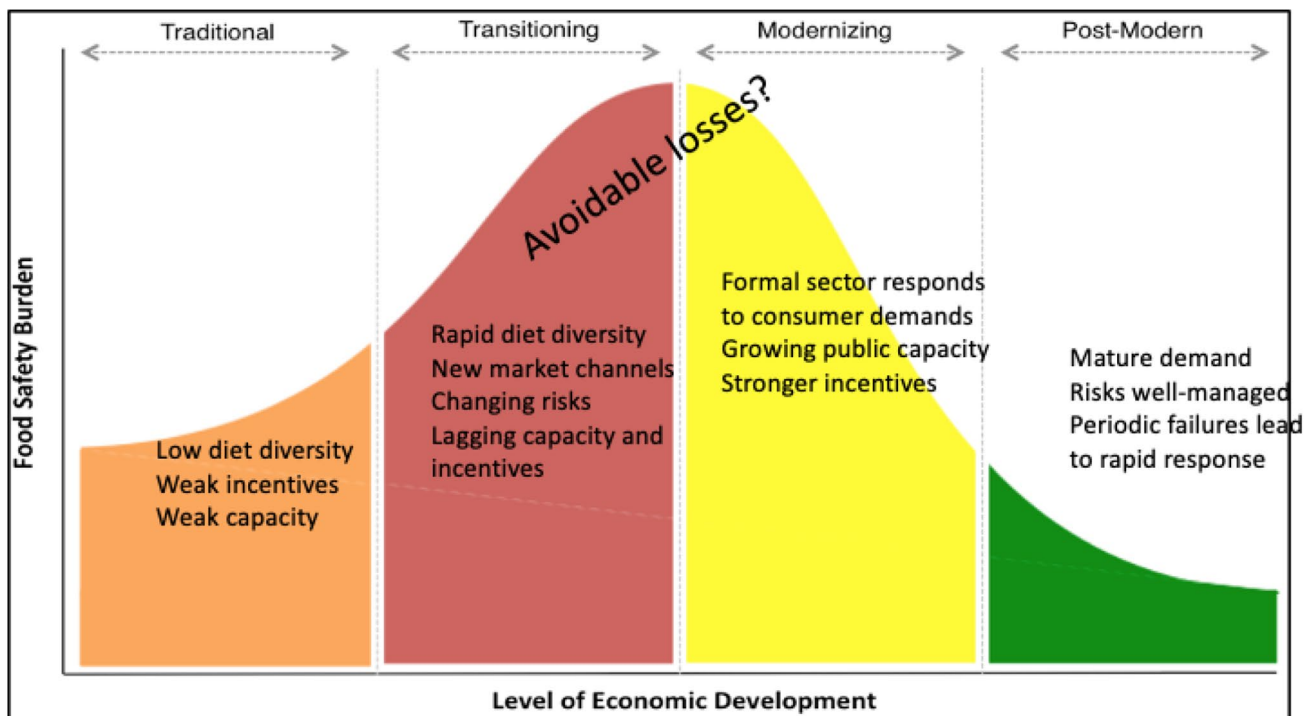 Traditional
Transitioning
Modernizing
Post-Modern
Avoidable losses?
Food Safety Burden
Low diet diversity
Weak incentives
Weak capacity
Rapid diet diversity
New market channels
Changing risks
Lagging capacity and
incentives
Formal sector responds
to consumer demands
Growing public capacity
Stronger incentives
Mature demand
Risks well-managed
Periodic failures lead
to rapid response
Level of Economic Development